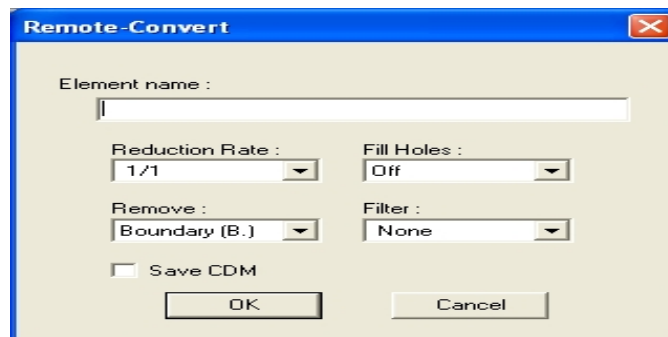 Remote-Convert
Element name :
Reduction Rate : Fill Holes :
1/1 Off
Remove : Filter :
Boundary (B.) None
Save CDM
OK Cancel